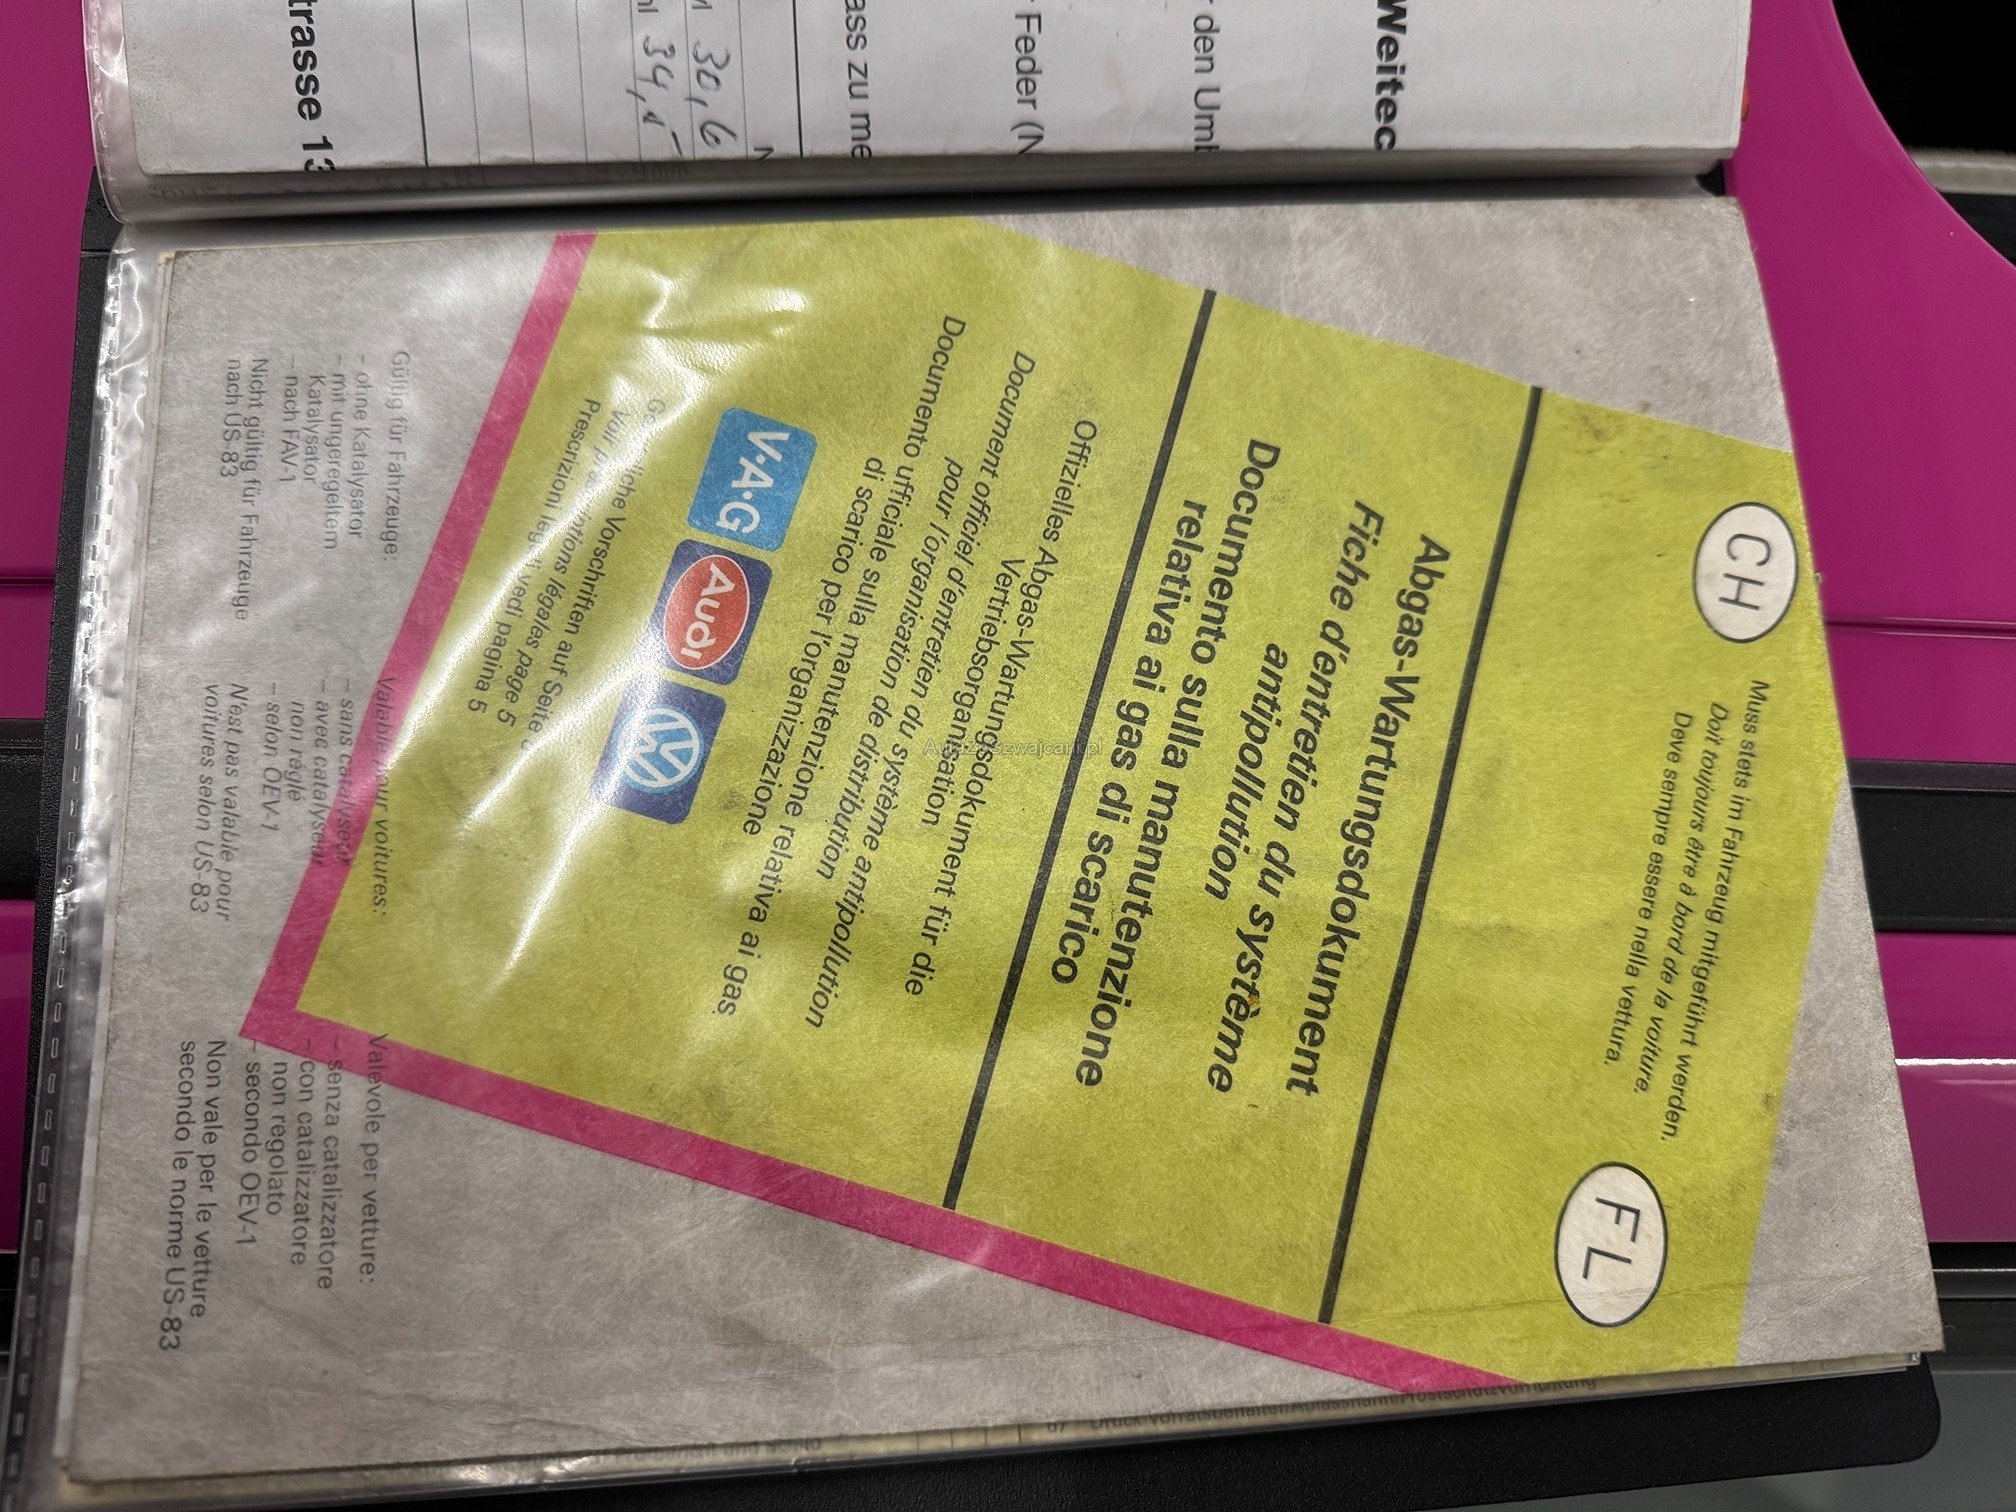 Weitec
den Uml
Feder (N
ass zu me
30,6
34,
trasse 13
CH
FL
Muss stets im Fahrzeug mitgeführt werden.
Doit toujours être à bord de la voiture.
Deve sempre essere nella vettura.
Abgas-Wartungsdokument
Fiche d'entretien du système
antipollution
Documento sulla manutenzione
relativa ai gas di scarico
Offizielles Abgas-Wartungsdokument für die
Vertriebsorganisation
Document officiel d'entretien du système antipollution
pour l'organisation de distribution
Documento ufficiale sulla manutenzione relativa ai gas
di scarico per l'organizzazione
V·A·G
Audi
VW
Vorschriften auf Seite
légales page 5
Prescrizioni legali vedi pagina 5
Gültig für Fahrzeuge:
- ohne Katalysator
- mit ungeregeltem
Katalysator
- nach FAV-1
Nicht gültig für Fahrzeuge
nach US-83
Valable pour voitures:
- sans catalyseur
- avec catalyseur
non réglé
- selon OEV-1
N'est pas valable pour
voitures selon US-83
Valevole per vetture:
- senza catalizzatore
- con catalizzatore
non regolato
- secondo OEV-1
Non vale per le vetture
secondo le norme US-83